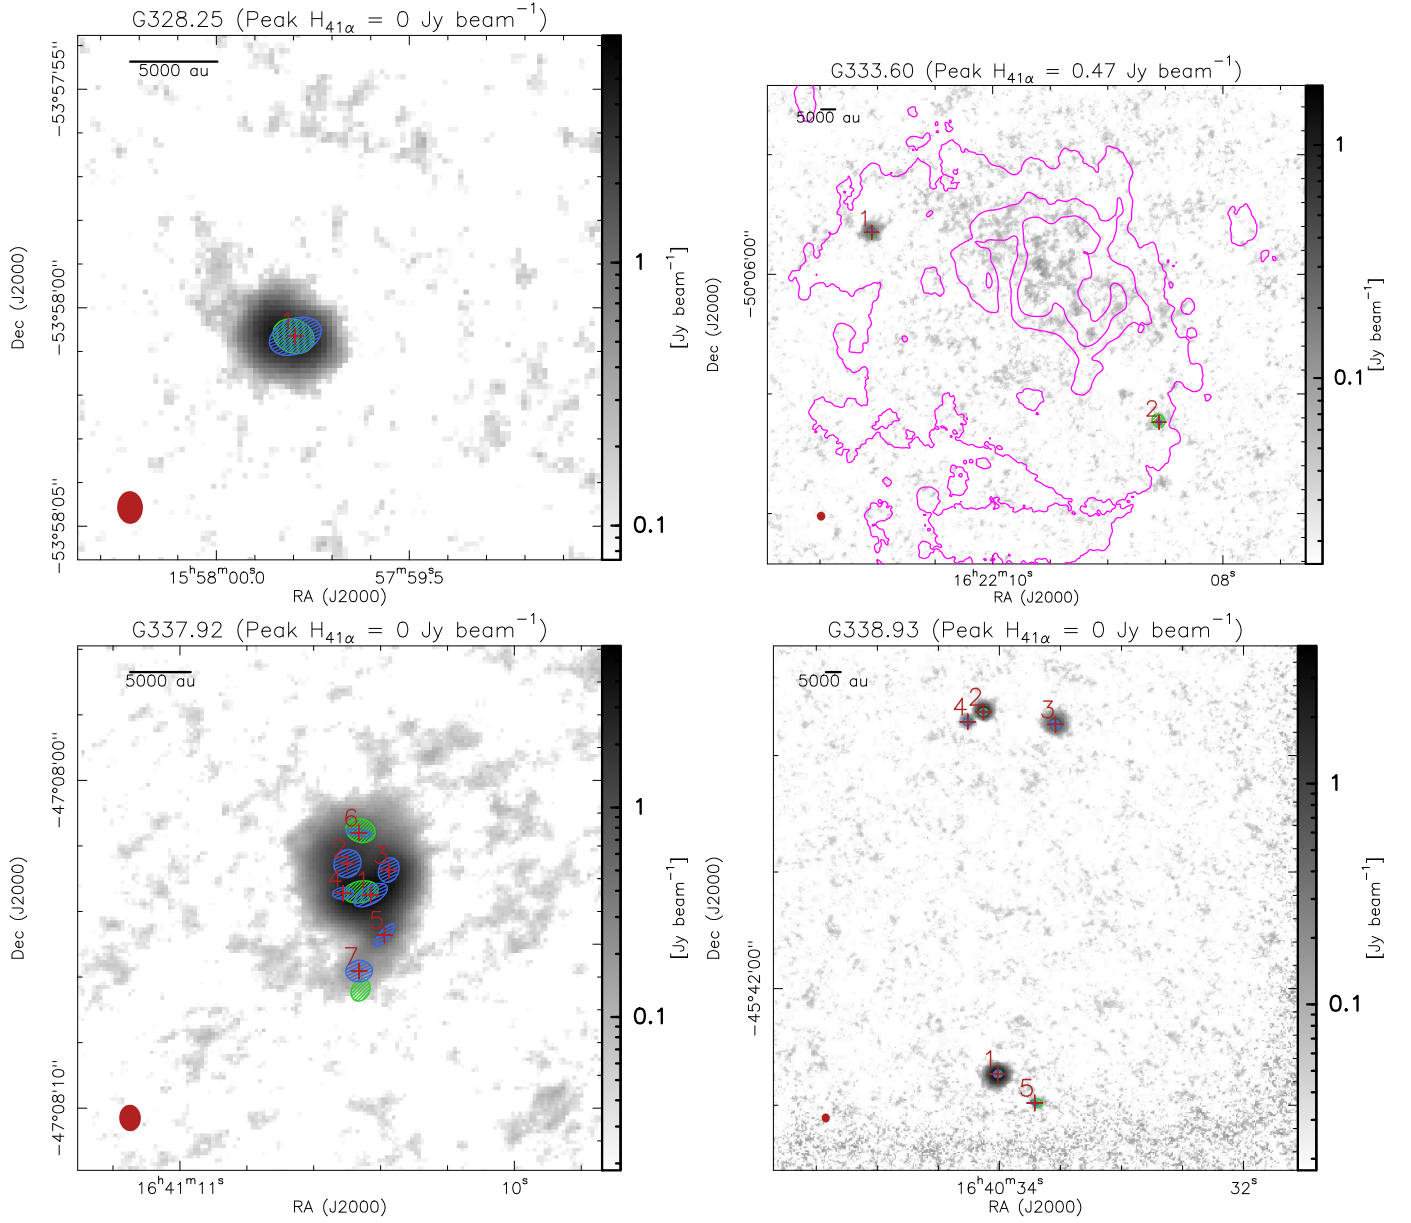 G328.25 (Peak H41α = 0 Jy beam−1)
5000 au
1
−53°57'55"
−53°58'00"
−53°58'05"
Dec (J2000)
15h58m00s.0
57m59s.5
RA (J2000)
1
0.1
[Jy beam−1]
G333.60 (Peak H41α = 0.47 Jy beam−1)
5000 au
1
2
−50°06'00"
Dec (J2000)
16h22m10s
08s
RA (J2000)
1
0.1
[Jy beam−1]
G337.92 (Peak H41α = 0 Jy beam−1)
5000 au
6
2
3
4
1
5
7
−47°08'00"
−47°08'10"
Dec (J2000)
16h41m11s
10s
RA (J2000)
1
0.1
[Jy beam−1]
G338.93 (Peak H41α = 0 Jy beam−1)
5000 au
4
2
3
1
5
−45°42'00"
Dec (J2000)
16h40m34s
32s
RA (J2000)
1
0.1
[Jy beam−1]